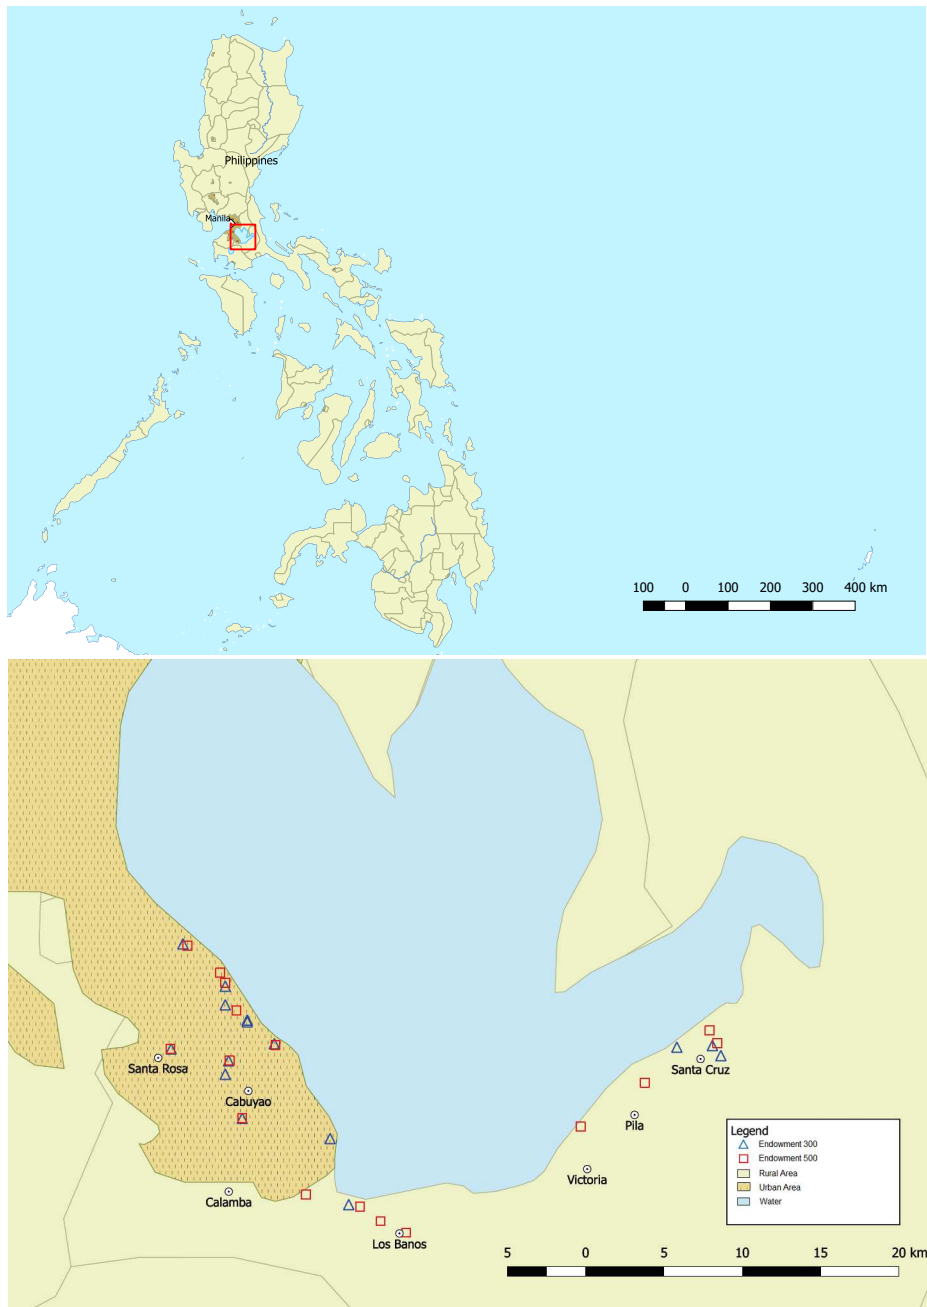 Philippines
Manila
100 0 100 200 300 400 km
Santa Rosa
Cabuyao
Santa Cruz
Pila
Victoria
Calamba
Los Banos
Legend
Endowment 300
Endowment 500
Rural Area
Urban Area
Water
5 0 5 10 15 20 km